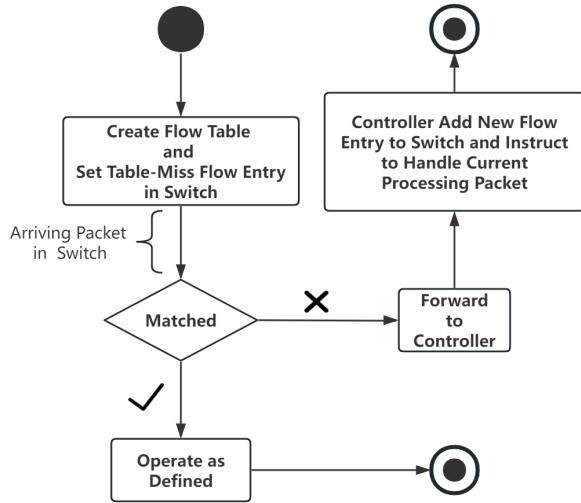 Create Flow Table
and
Set Table-Miss Flow Entry
in Switch
Controller Add New Flow
Entry to Switch and Instruct
to Handle Current
Processing Packet
Arriving Packet
in Switch
Matched
Forward
to
Controller
Operate as
Defined